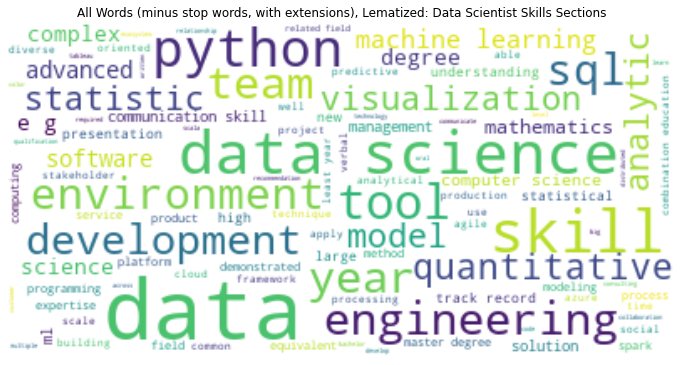 All Words (minus stop words, with extensions), Lematized: Data Scientist Skills Sections
complex
related field
relationship
python
machine learning
able
diverse
oriented
tableau
degree
sql
analytic
learn
advanced
team
predictive
understanding
statistic
communication skill
well
new
visualization
e g
required
presentation
scale
project
verbal
management
technology
communicate
level
mathematics
data science
software
stakeholder
recommendation
least year
analytical
oral
computer science
distributed
combination education
computing
environment
tool
production
statistical
service
technique
product
high
use
agile
skill
development
apply
model
big
science
platform
cloud
demonstrated
framework
large
method
year
quantitative
consulting
programming
expertise
data
processing
modeling
azure
process
time
track record
engineering
collaboration
ml
scale
building
across
social
multiple
field
common
equivalent
bachelor
develop
master degree
code
solution
spark
qualification